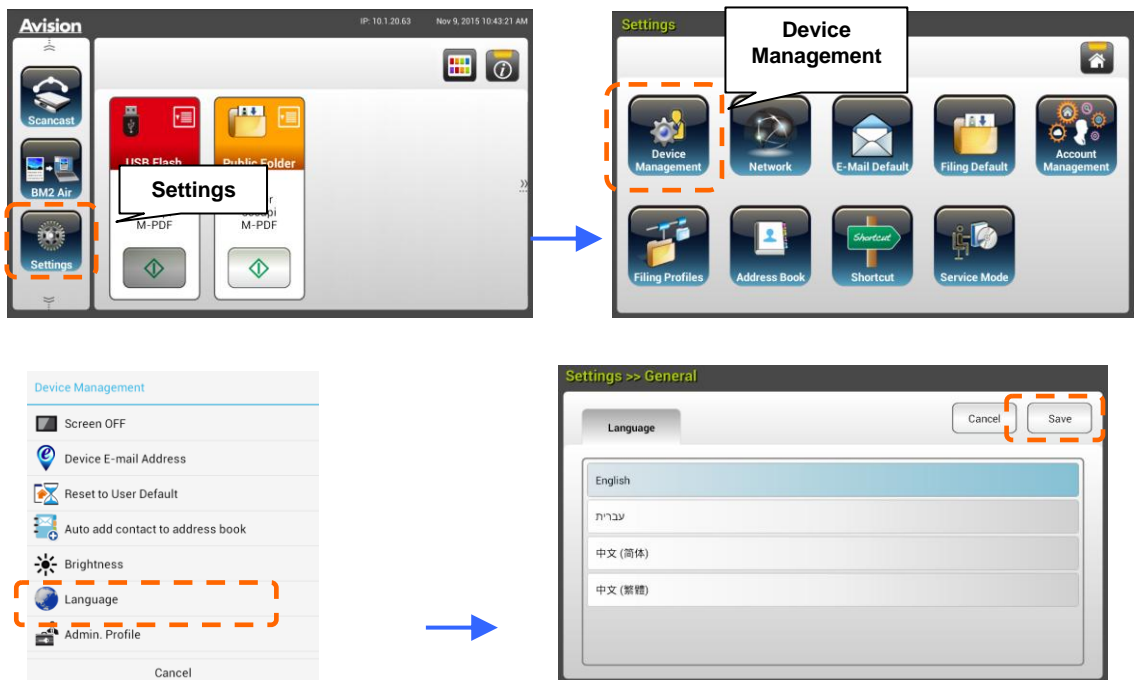 Avision
IP: 10.1.20.63 Nov 9, 2015 10:43:21 AM
Scancast
BM2 Air
Settings
USB Flash
Public Folder
Settings
M-PDF
M-PDF
Settings
Device
Management
Device
Management
Network
E-Mail Default
Filing Default
Account
Management
Filing Profiles
Address Book
Shortcut
Shortcut
Service Mode
Device Management
Screen OFF
Device E-mail Address
Reset to User Default
Auto add contact to address book
Brightness
Language
Admin. Profile
Cancel
Settings >> General
Language
Cancel
Save
English
עברית
中文 (简体)
中文 (繁體)